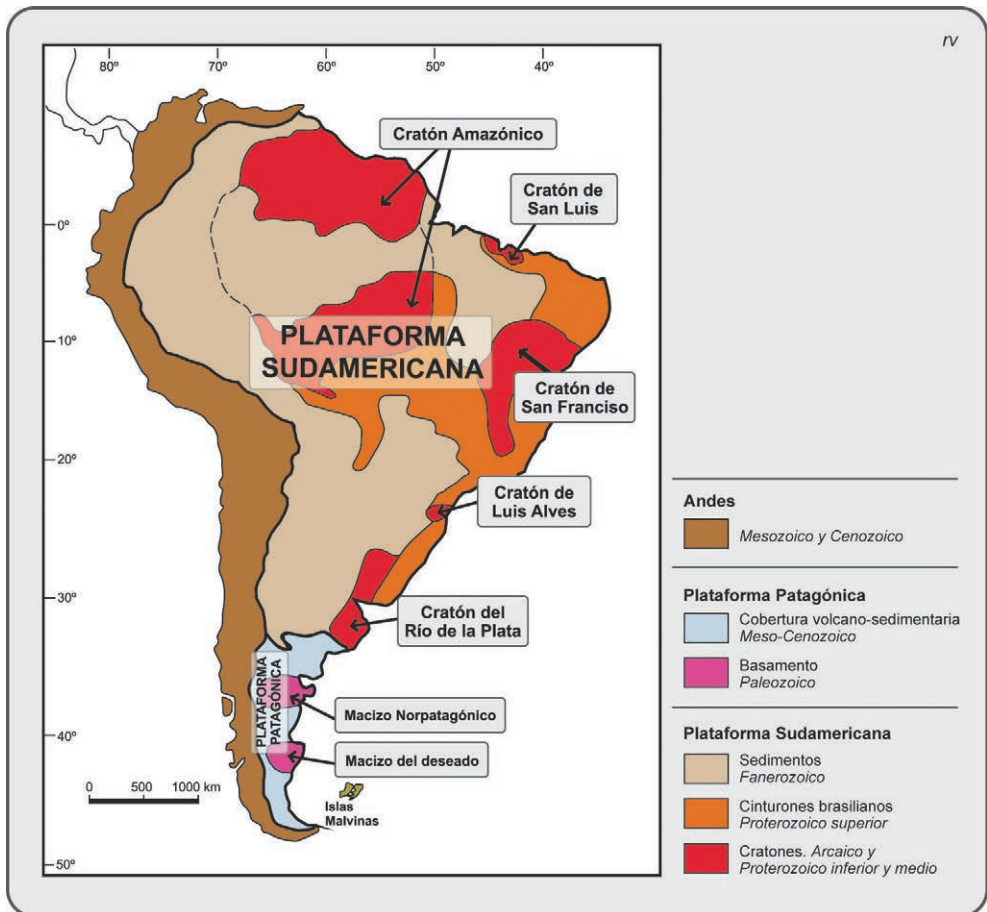 rv
80º 70º 60º 50º 40º
Cratón Amazónico
Cratón de
San Luis
0º
PLATAFORMA
SUDAMERICANA
10º
Cratón de
San Franciso
20º
Cratón de
Luis Alves
30º
Cratón del
Río de la Plata
PLATAFORMA
PATAGÓNICA
Macizo Norpatagónico
40º
Macizo del deseado
0 500 1000 km
Islas
Malvinas
50º
Andes
Mesozoico y Cenozoico
Plataforma Patagónica
Cobertura volcano-sedimentaria
Meso-Cenozoico
Basamento
Paleozoico
Plataforma Sudamericana
Sedimentos
Fanerozoico
Cinturones brasilianos
Proterozoico superior
Cratones. Arcaico y
Proterozoico inferior y medio